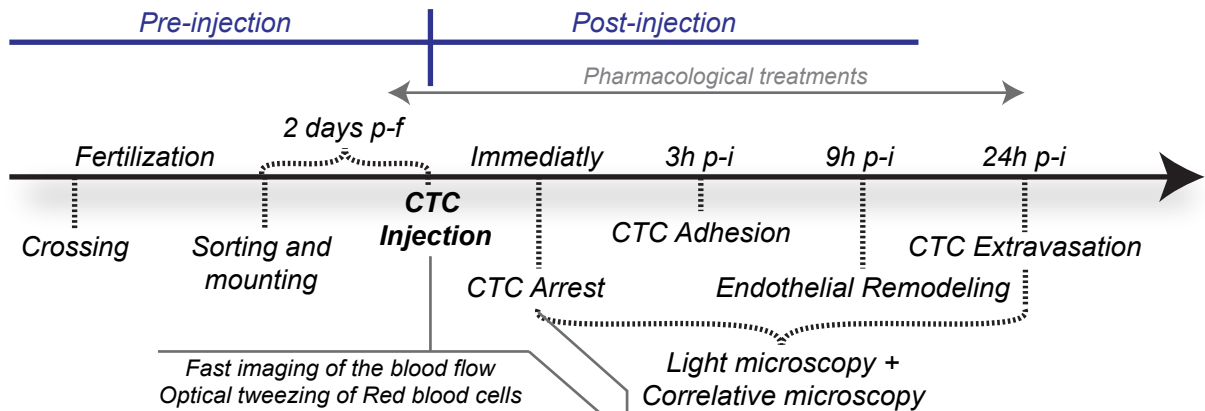 Pre-injection
Post-injection
Pharmacological treatments
2 days p-f
Fertilization
Immediatly
3h p-i
9h p-i
24h p-i
Crossing
Sorting and
mounting
CTC
Injection
CTC Arrest
CTC Adhesion
Endothelial Remodeling
CTC Extravasation
Fast imaging of the blood flow
Optical tweezing of Red blood cells
Light microscopy +
Correlative microscopy